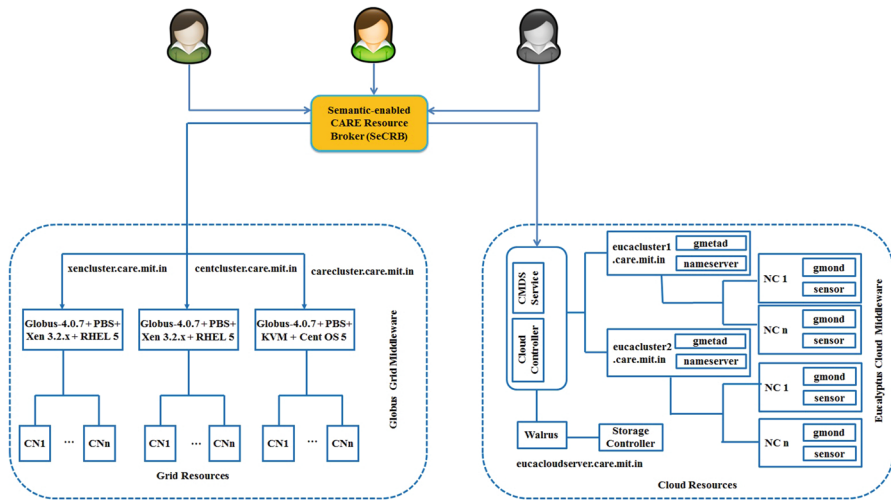 Semantic-enabled
CARE Resource
Broker (SeCRB)
xencluster.care.mit.in
centcluster.care.mit.in
carecluster.care.mit.in
Globus-4.0.7 + PBS+
Xen 3.2.x + RHEL 5
Globus-4.0.7 + PBS+
Xen 3.2.x + RHEL 5
Globus-4.0.7 + PBS+
KVM + Cent OS 5
CN1
...
CNn
CN1
...
CNn
CN1
...
CNn
Grid Resources
Globus Grid Middleware
CMDS
Service
Cloud
Controller
eucacluster1
.care.mit.in
gmetad
nameserver
eucacluster2
.care.mit.in
gmetad
nameserver
NC 1
gmond
sensor
NC n
gmond
sensor
NC 1
gmond
sensor
NC n
gmond
sensor
Walrus
Storage
Controller
eucacloudserver.care.mit.in
Cloud Resources
Eucalyptus Cloud Middleware